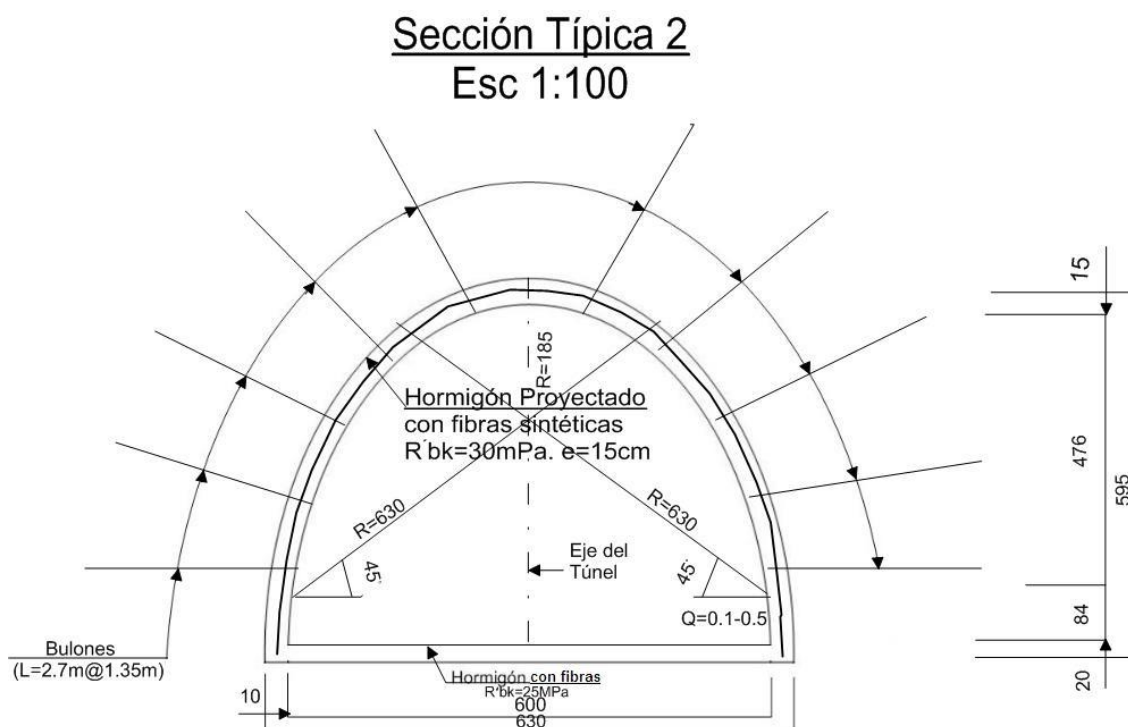 Sección Típica 2
Esc 1:100
15
R=185
Hormigón Proyectado
con fibras sintéticas
R´bk=30mPa. e=15cm
476
595
R=630
R=630
45´
45´
Eje del
Túnel
Q=0.1-0.5
84
Bulones
(L=2.7m@1.35m)
Hormigón con fibras
R´bk=25MPa
20
10
600
630